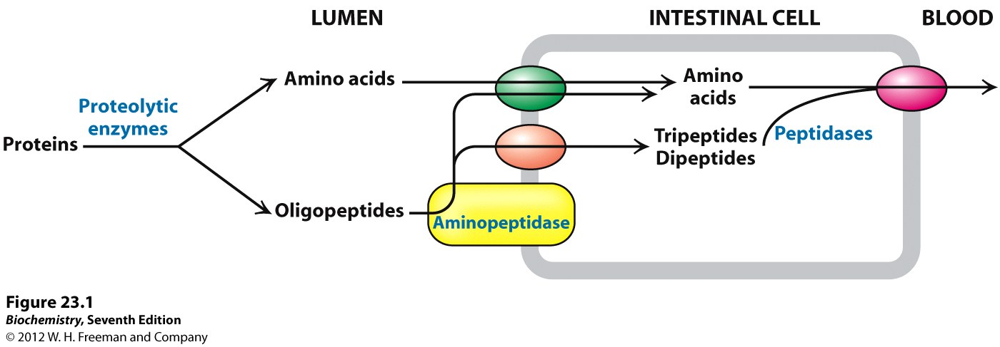 LUMEN
INTESTINAL CELL
BLOOD
Amino acids
Amino
acids
Proteolytic
enzymes
Proteins
Tripeptides
Dipeptides
Peptidases
Oligopeptides
Aminopeptidase
Figure 23.1
Biochemistry, Seventh Edition
© 2012 W. H. Freeman and Company